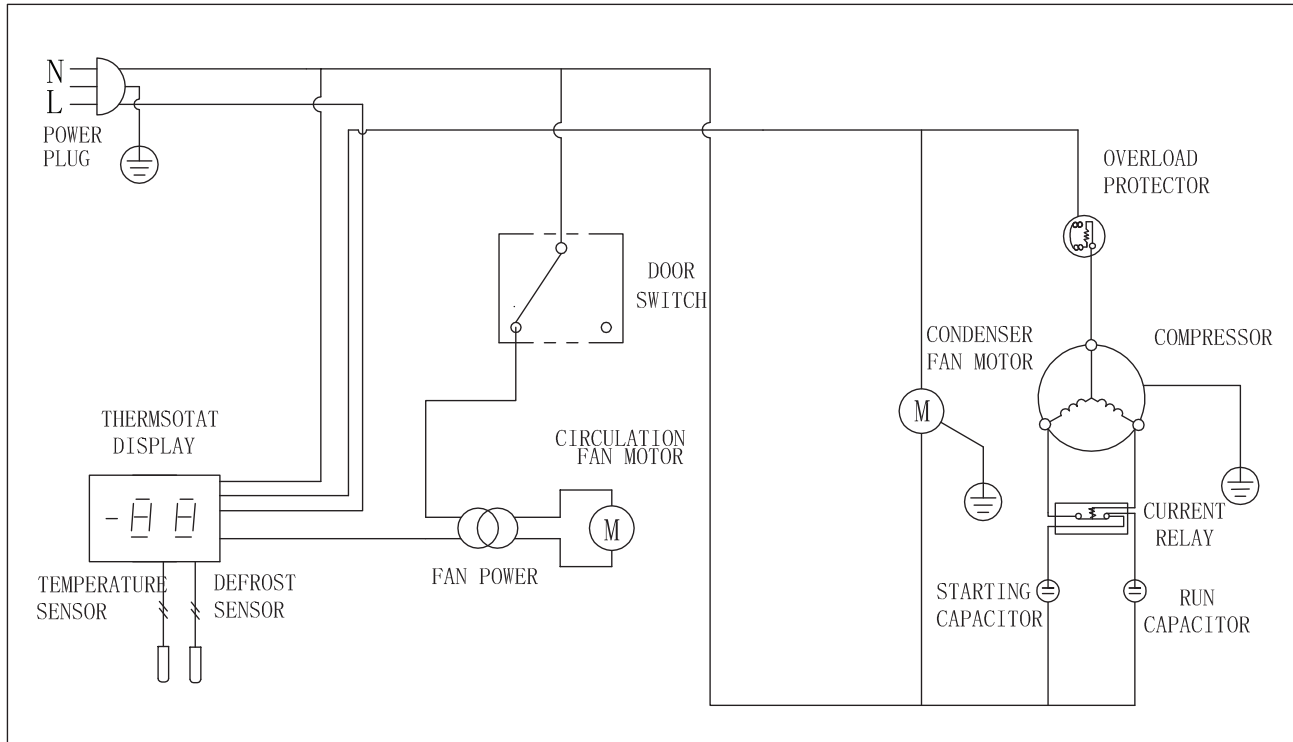 N
L
POWER
PLUG
OVERLOAD
PROTECTOR
DOOR
SWITCH
CONDENSER
FAN MOTOR
COMPRESSOR
THERMSOTAT
DISPLAY
CIRCULATION
FAN MOTOR
M
M
-88
FAN POWER
CURRENT
RELAY
TEMPERATURE
SENSOR
DEFROST
SENSOR
STARTING
CAPACITOR
RUN
CAPACITOR